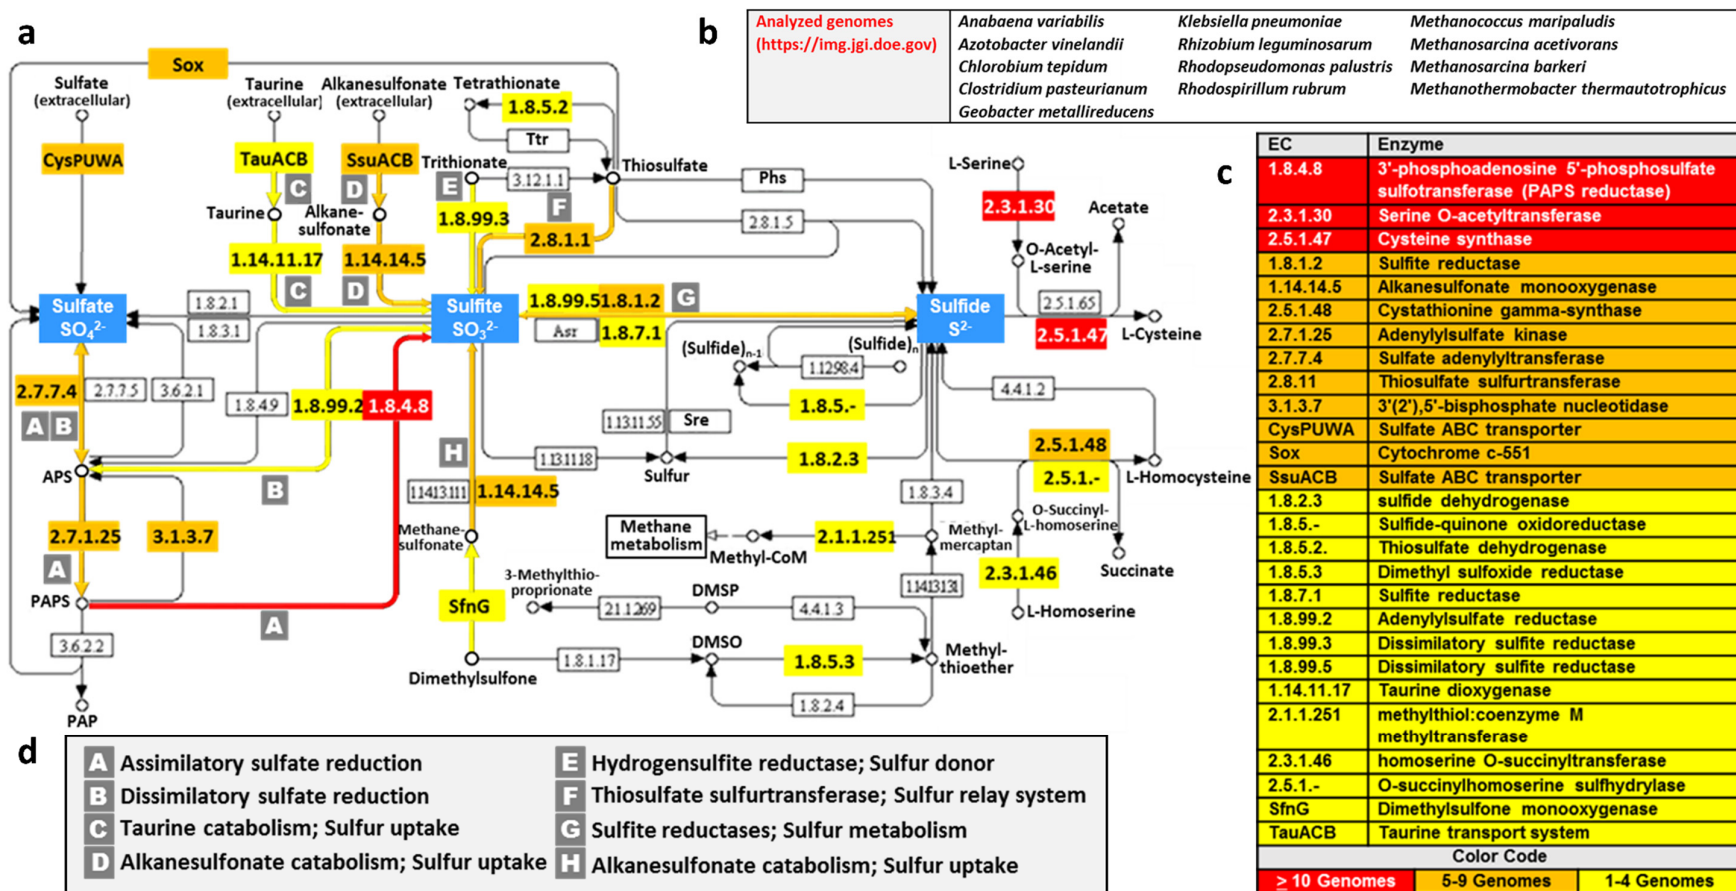 a
Sox
Sulfate
(extracellular)
Taurine
(extracellular)
Alkanesulfonate
(extracellular)
Tetrathionate
1.8.5.2
Ttr
CysPUWA
TauACB
SsuACB
Trithionate
3.12.1.1
Thiosulfate
Phs
C
D
E
F
Taurine
Alkane-
sulfonate
1.8.99.3
2.8.1.1
2.8.1.5
1.14.11.17
1.14.14.5
C
D
L-Serine
2.3.1.30
Acetate
O-Acetyl-
L-serine
Sulfate
SO₄²⁻
1.8.2.1
1.8.3.1
Sulfite
SO₃²⁻
1.8.99.5
1.8.1.2
G
Asr
1.8.7.1
Sulfide
S²⁻
2.5.1.65
2.5.1.47
L-Cysteine
(Sulfide)n-1
(Sulfide)n
1.12.98.4
1.8.5.-
4.4.1.2
2.7.7.4
2.7.7.5
3.6.2.1
1.8.4.9
1.8.99.2
1.8.4.8
A
B
1.13.11.55
Sre
H
1.13.11.18
Sulfur
1.8.2.3
2.5.1.48
2.5.1.-
L-Homocysteine
APS
B
1.14.13.111
1.14.14.5
1.8.3.4
O-Succinyl-
L-homoserine
2.7.1.25
3.1.3.7
Methane-
sulfonate
Methane
metabolism
Methyl-CoM
2.1.1.251
Methyl-
mercaptan
Succinate
A
2.3.1.46
PAPS
A
SfnG
3-Methylthio-
proprionate
2.1.1.269
DMSP
4.4.1.3
1.14.13.131
L-Homoserine
3.6.2.2
Dimethylsulfone
1.8.1.17
DMSO
1.8.5.3
Methyl-
thioether
1.8.2.4
PAP
b
Analyzed genomes
(https://img.jgi.doe.gov)
Anabaena variabilis
Klebsiella pneumoniae
Methanococcus maripaludis
Azotobacter vinelandii
Rhizobium leguminosarum
Methanosarcina acetivorans
Chlorobium tepidum
Rhodopseudomonas palustris
Methanosarcina barkeri
Clostridium pasteurianum
Rhodospirillum rubrum
Methanothermobacter thermautotrophicus
Geobacter metallireducens
c
EC Enzyme
1.8.4.8 3'-phosphoadenosine 5'-phosphosulfate
sulfotransferase (PAPS reductase)
2.3.1.30 Serine O-acetyltransferase
2.5.1.47 Cysteine synthase
1.8.1.2 Sulfite reductase
1.14.14.5 Alkanesulfonate monooxygenase
2.5.1.48 Cystathionine gamma-synthase
2.7.1.25 Adenylylsulfate kinase
2.7.7.4 Sulfate adenylyltransferase
2.8.11 Thiosulfate sulfurtransferase
3.1.3.7 3'(2'),5'-bisphosphate nucleotidase
CysPUWA Sulfate ABC transporter
Sox Cytochrome c-551
SsuACB Sulfate ABC transporter
1.8.2.3 sulfide dehydrogenase
1.8.5.- Sulfide-quinone oxidoreductase
1.8.5.2. Thiosulfate dehydrogenase
1.8.5.3 Dimethyl sulfoxide reductase
1.8.7.1 Sulfite reductase
1.8.99.2 Adenylylsulfate reductase
1.8.99.3 Dissimilatory sulfite reductase
1.8.99.5 Dissimilatory sulfite reductase
1.14.11.17 Taurine dioxygenase
2.1.1.251 methylthiol:coenzyme M
methyltransferase
2.3.1.46 homoserine O-succinyltransferase
2.5.1.- O-succinylhomoserine sulfhydrylase
SfnG Dimethylsulfone monooxygenase
TauACB Taurine transport system
Color Code
≥ 10 Genomes 5-9 Genomes 1-4 Genomes
d
A Assimilatory sulfate reduction
B Dissimilatory sulfate reduction
C Taurine catabolism; Sulfur uptake
D Alkanesulfonate catabolism; Sulfur uptake
E Hydrogensulfite reductase; Sulfur donor
F Thiosulfate sulfurtransferase; Sulfur relay system
G Sulfite reductases; Sulfur metabolism
H Alkanesulfonate catabolism; Sulfur uptake